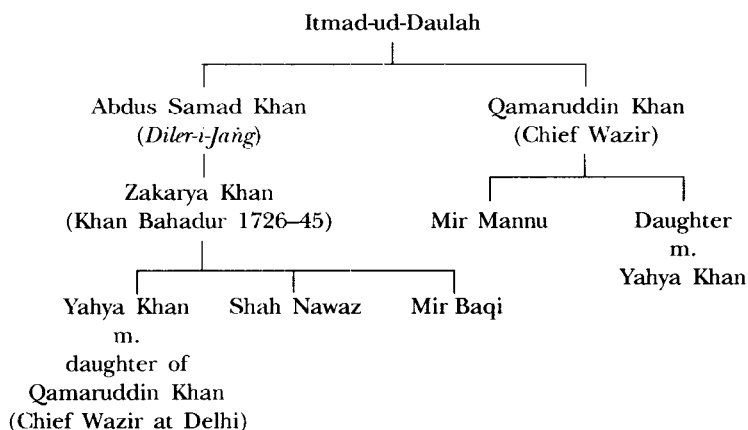 Itmad-ud-Daulah
Abdus Samad Khan
(Diler-i-Jaṅg)
Qamaruddin Khan
(Chief Wazir)
Zakarya Khan
(Khan Bahadur 1726–45)
Mir Mannu
Daughter
m.
Yahya Khan
Yahya Khan
m.
daughter of
Qamaruddin Khan
(Chief Wazir at Delhi)
Shah Nawaz
Mir Baqi